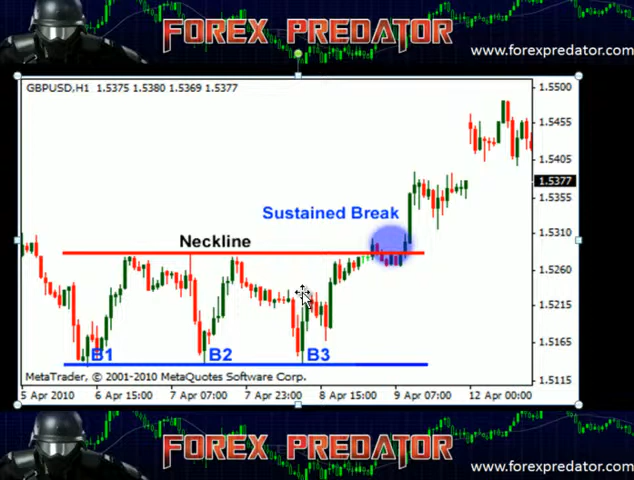 FOREX PREDATOR
www.forexpredator.com
GBPUSD,H1 1.5375 1.5380 1.5369 1.5377
1.5500
1.5455
1.5405
1.5377
1.5355
Sustained Break
1.5310
Neckline
1.5260
1.5215
1.5165
B1 B2 B3
MetaTrader, © 2001-2010 MetaQuotes Software Corp.
1.5115
5 Apr 2010 6 Apr 15:00 7 Apr 07:00 7 Apr 23:00 8 Apr 15:00 9 Apr 07:00 12 Apr 00:00
FOREX PREDATOR
www.forexpredator.com